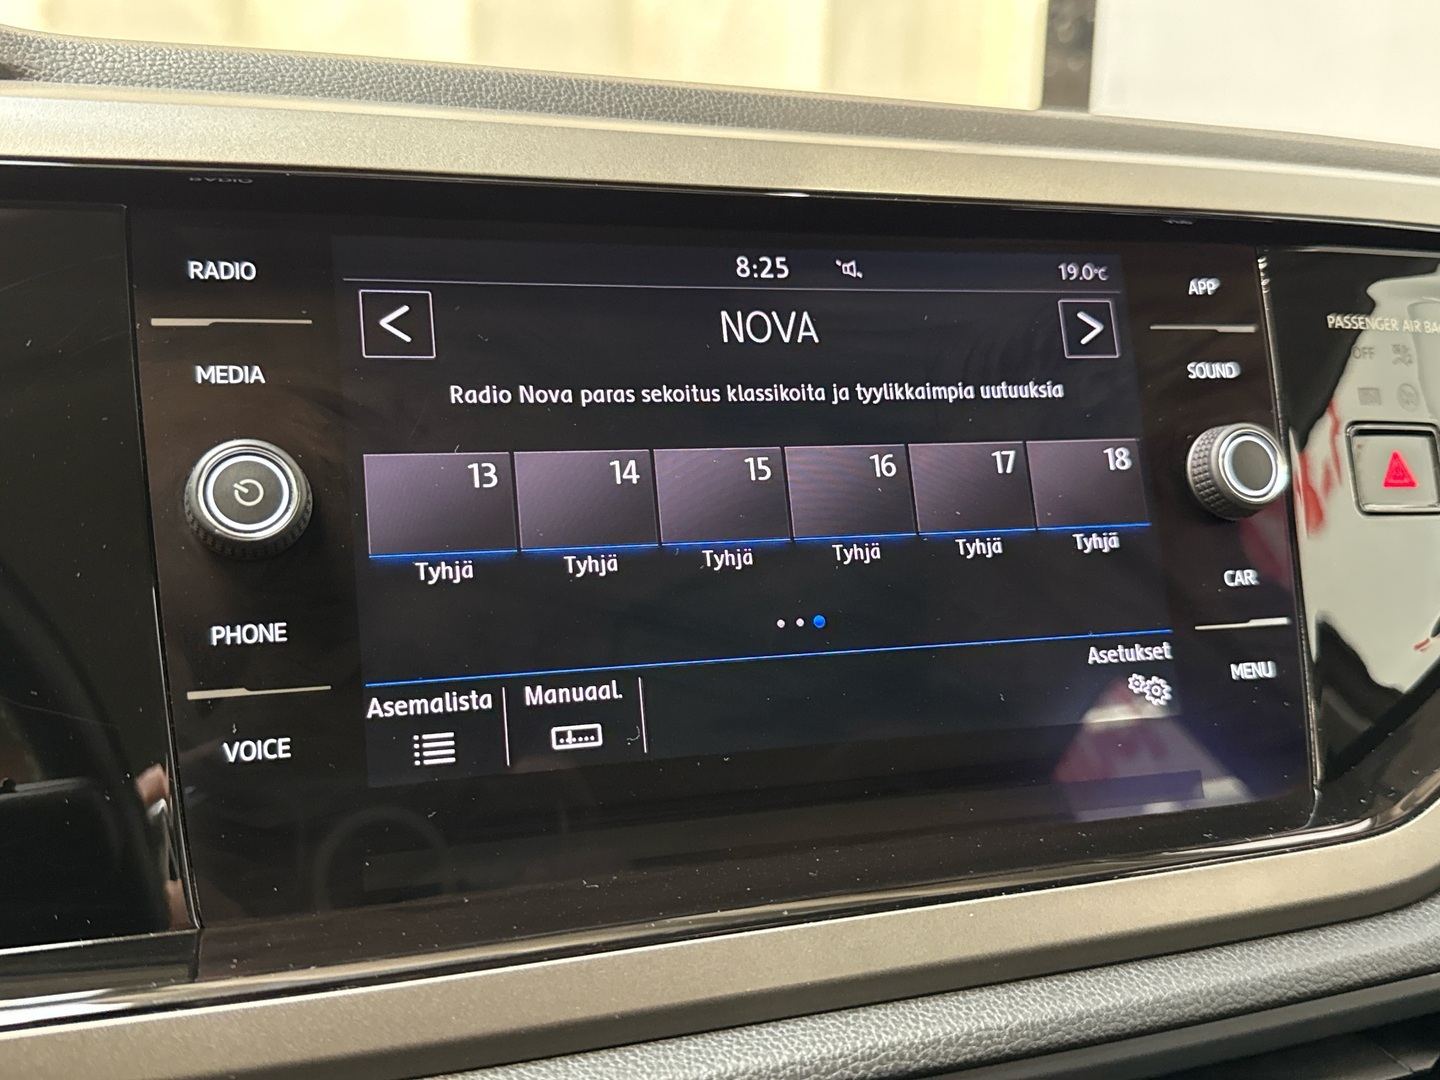 RADIO
8:25
19.0°C
APP
NOVA
PASSENGER AIR BA
OFF
MEDIA
SOUND
Radio Nova paras sekoitus klassikoita ja tyylikkaimpia uutuuksia
13
14
15
16
17
18
Tyhjä
Tyhjä
Tyhjä
Tyhjä
Tyhjä
Tyhjä
CAR
PHONE
Asetukset
MENU
Asemalista
Manuaal.
VOICE